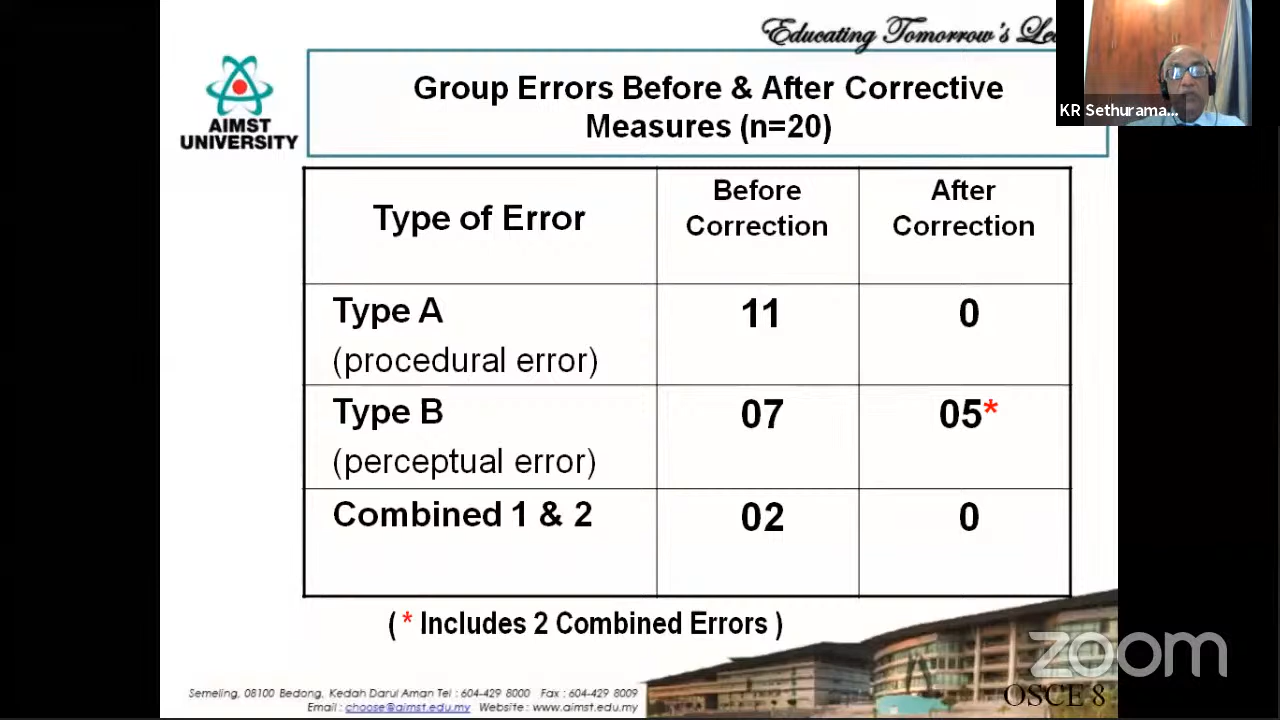 Educating Tomorrow's
KR Sethurama...
AIMST
UNIVERSITY
Group Errors Before & After Corrective
Measures (n=20)
Type of Error
Before
Correction
After
Correction
Type A
(procedural error)
11
0
Type B
(perceptual error)
07
05*
Combined 1 & 2
02
0
( * Includes 2 Combined Errors )
zoom
OSCE 8
Semeling, 08100 Bedong, Kedah Darul Aman Tel : 604-429 8000 Fax : 604-429 8009
Email : choose@aimst.edu.my Website : www.aimst.edu.my